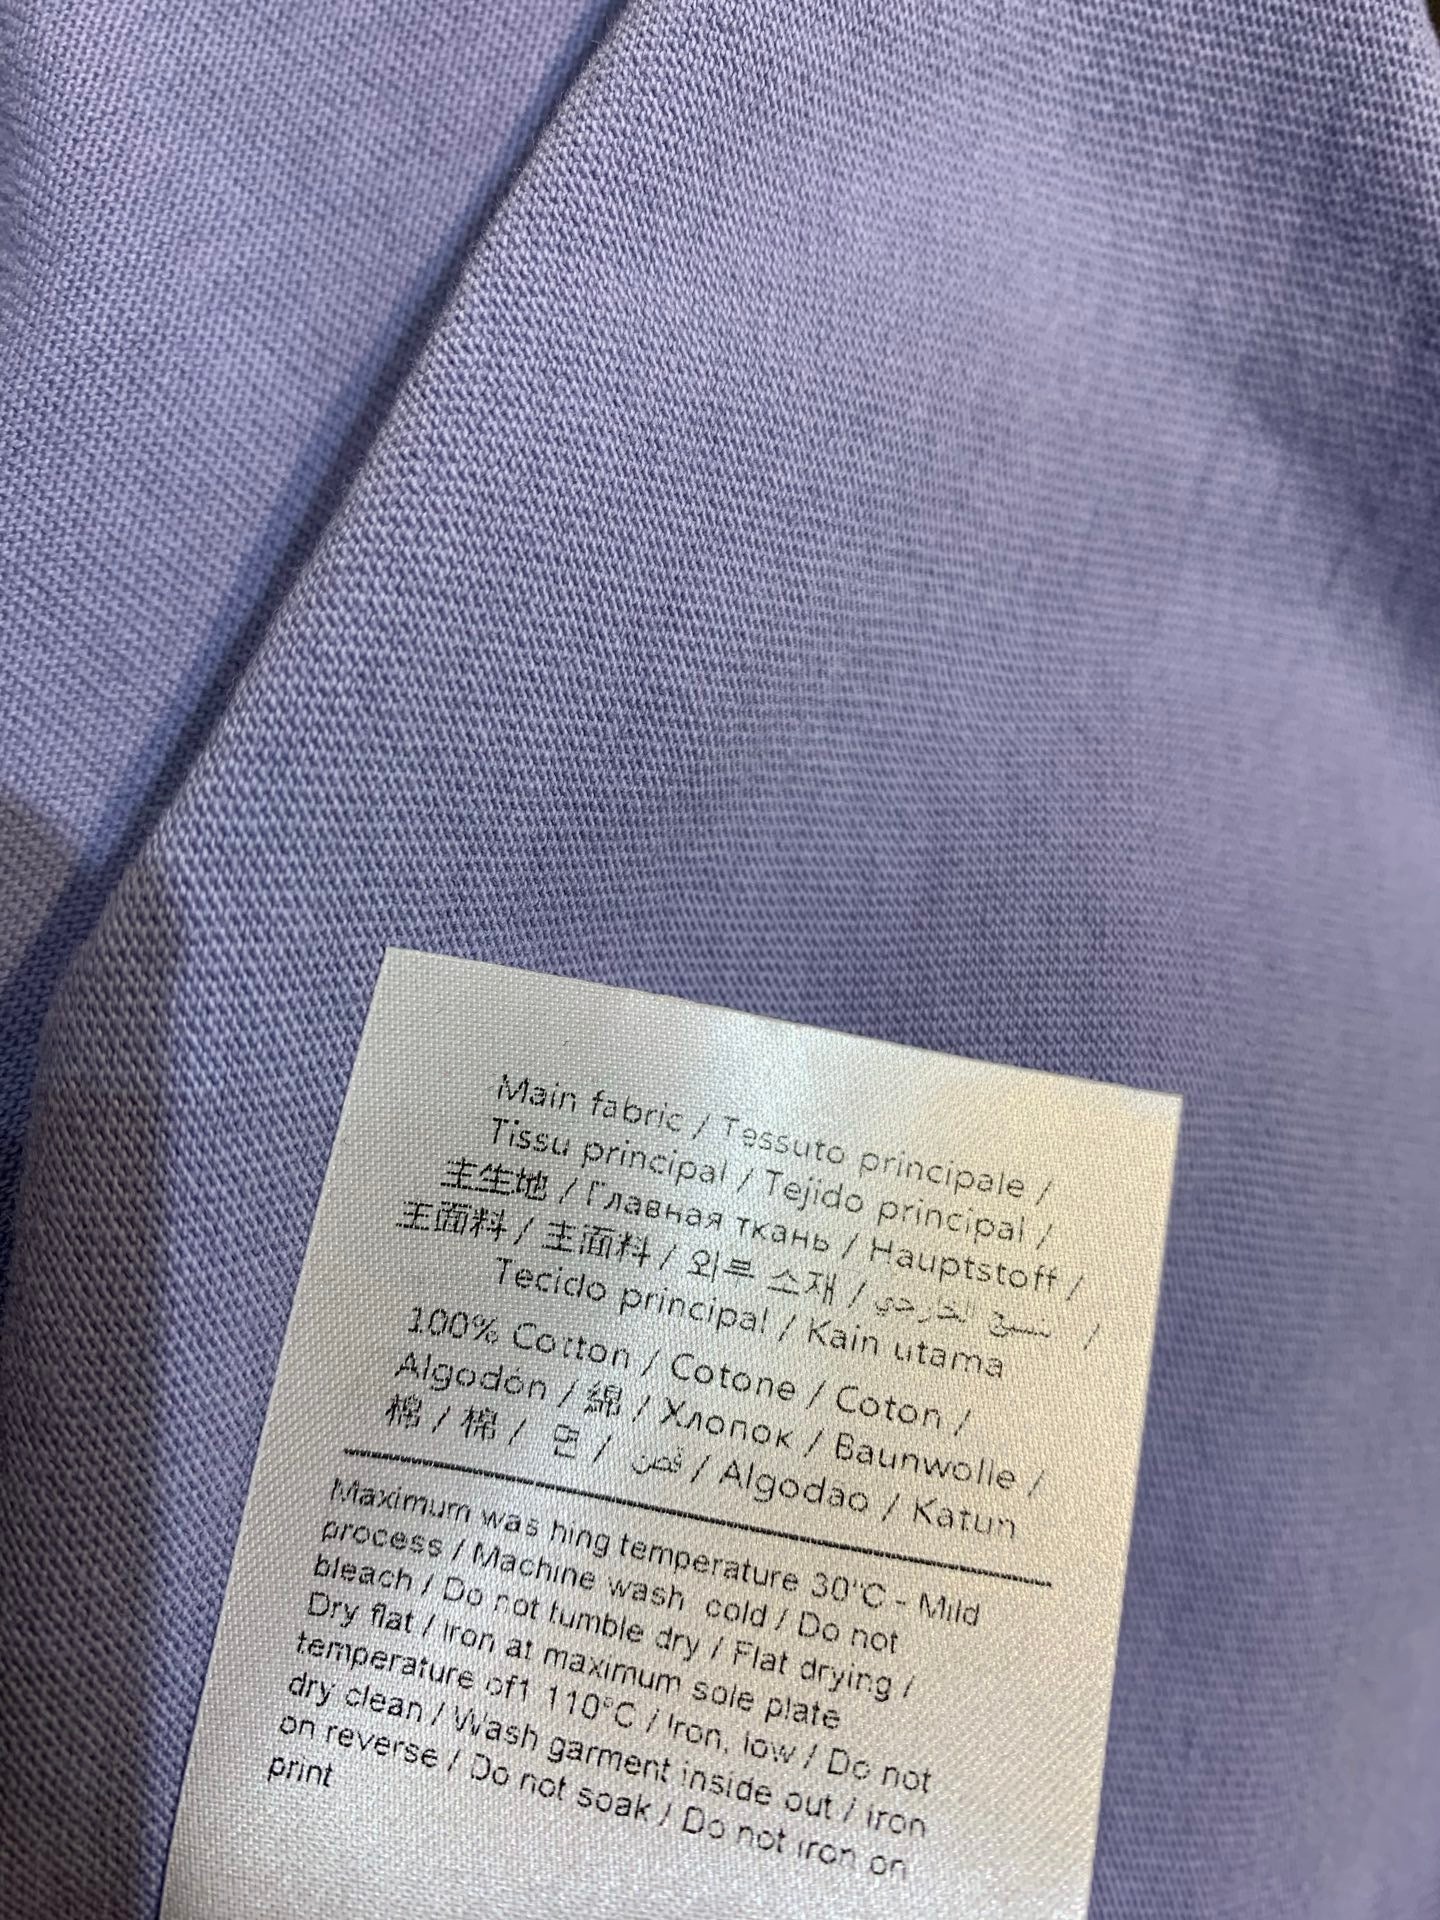 Main fabric / Tessuto principale /
Tissu principal / Tejido principal /
主生地 / Главная ткань / Hauptstoff /
主面料 / 主面料 / 외르 소재 / نسيج الخارجي /
Tecido principal / Kain utama
100% Cotton / Cotone / Coton /
Algodón / 綿 / Хлопок / Baunwolle /
棉 / 棉 / 면 / قطن / Algodao / Katun
Maximum was hing temperature 30°C - Mild
process / Machine wash cold / Do not
bleach / Do not tumble dry / Flat drying /
Dry flat / Iron at maximum sole plate
temperature of1 110°C / Iron, low / Do not
dry clean / Wash garment inside out / iron
on reverse / Do not soak / Do not iron on
print